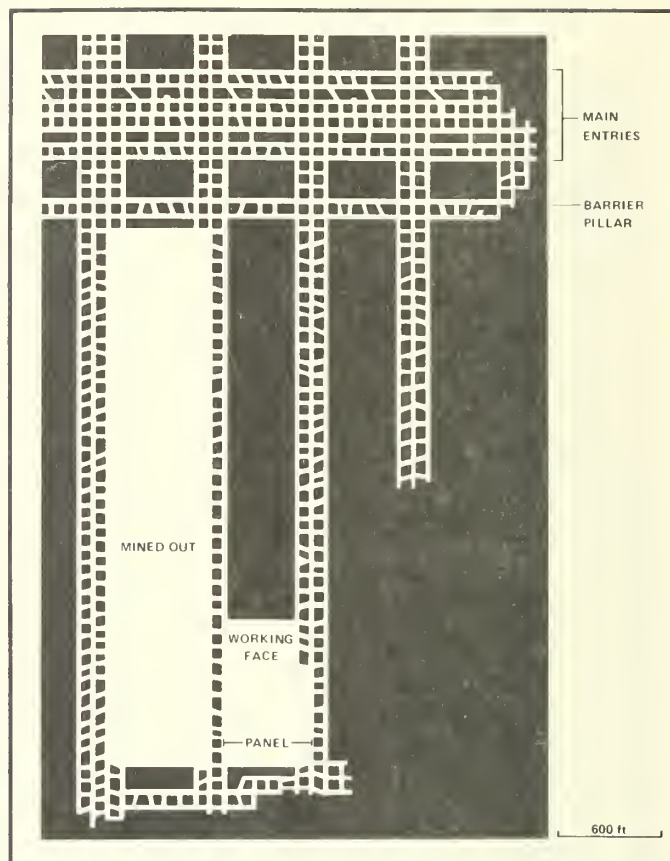 MAIN
ENTRIES
BARRIER
PILLAR
MINED OUT
WORKING
FACE
PANEL
600 ft